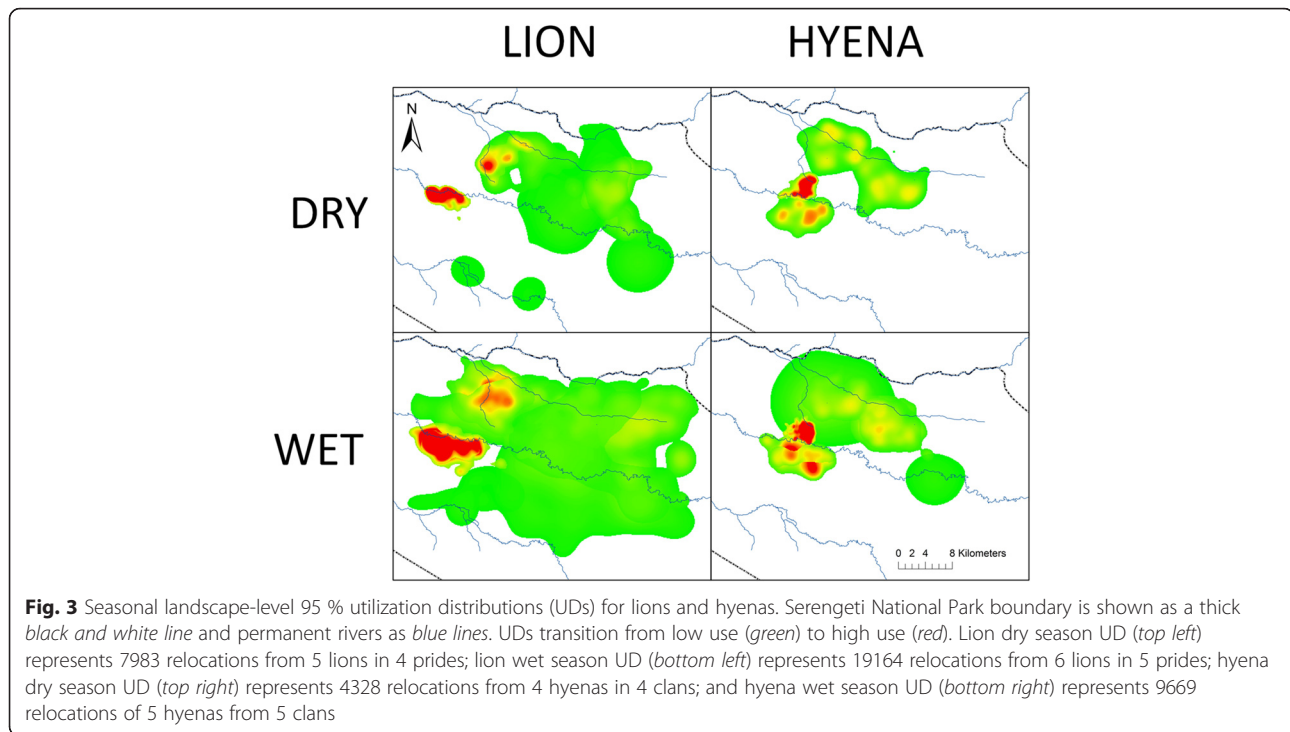 LION HYENA
N
DRY
WET
0 2 4 8 Kilometers
Fig. 3 Seasonal landscape-level 95 % utilization distributions (UDs) for lions and hyenas. Serengeti National Park boundary is shown as a thick
black and white line and permanent rivers as blue lines. UDs transition from low use (green) to high use (red). Lion dry season UD (top left)
represents 7983 relocations from 5 lions in 4 prides; lion wet season UD (bottom left) represents 19164 relocations from 6 lions in 5 prides; hyena
dry season UD (top right) represents 4328 relocations from 4 hyenas in 4 clans; and hyena wet season UD (bottom right) represents 9669
relocations of 5 hyenas from 5 clans